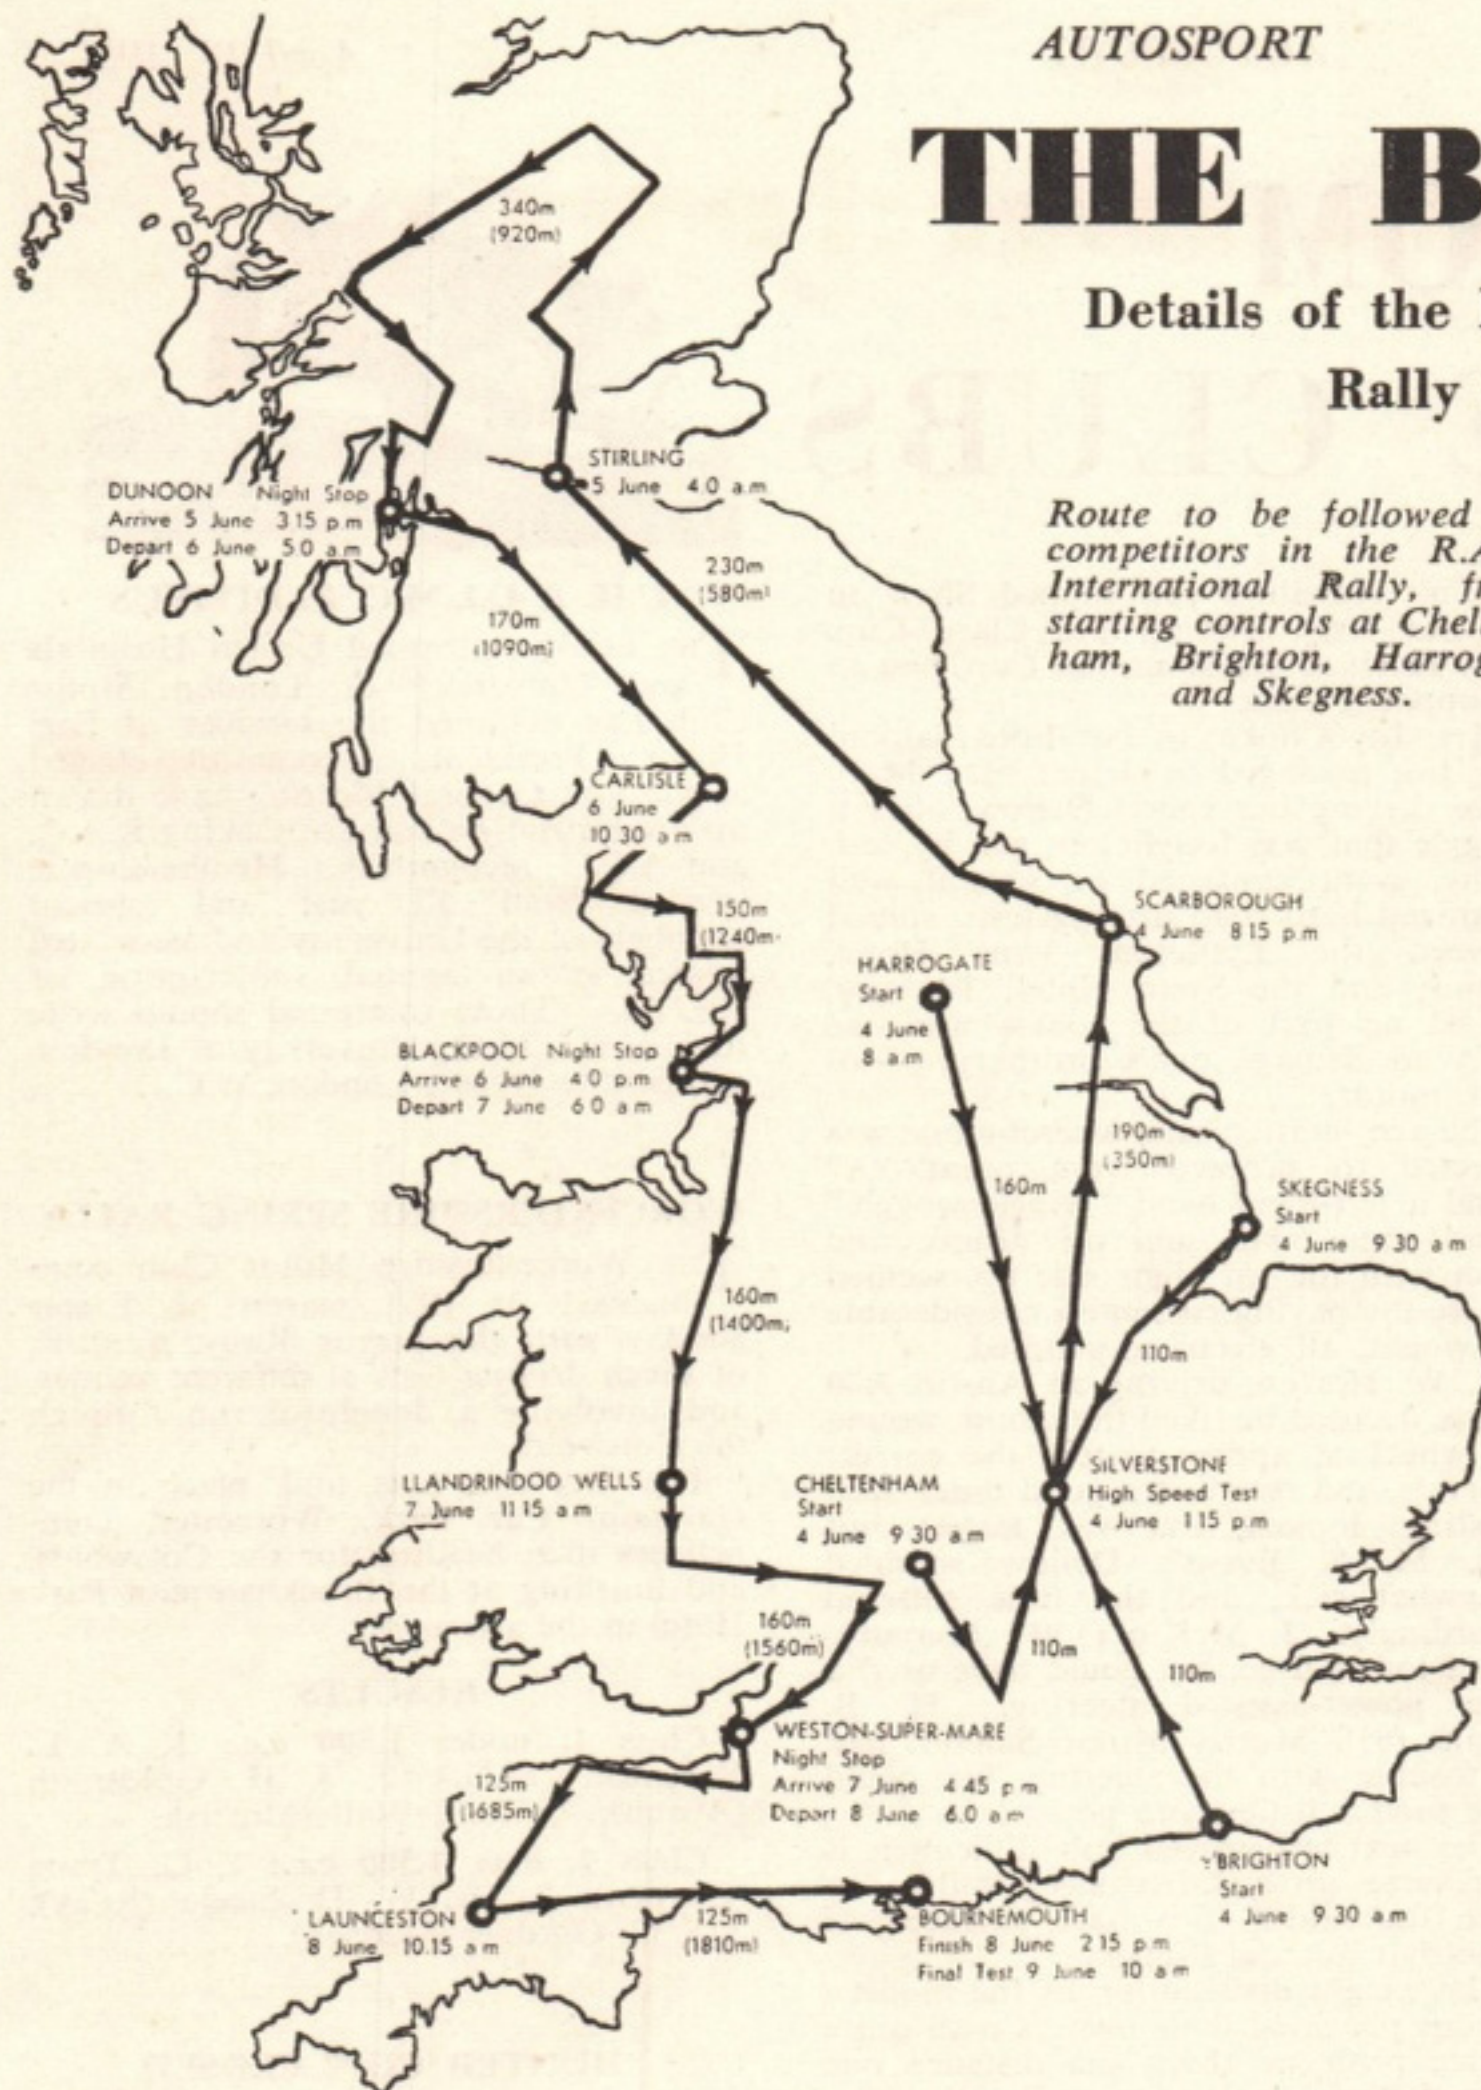 AUTOSPORT
THE B
Details of the
Rally
Route to be followed
competitors in the R.A
International Rally, fr
starting controls at Chel
ham, Brighton, Harrog
and Skegness.
340m
(920m)
STIRLING
5 June 4.0 a.m
DUNOON Night Stop
Arrive 5 June 3 15 p.m
Depart 6 June 5 0 a.m
230m
(580m)
170m
(1090m)
CARLISLE
6 June
10 30 a m
150m
(1240m
SCARBOROUGH
4 June 8 15 p.m
HARROGATE
Start
4 June
8 a m
BLACKPOOL Night Stop
Arrive 6 June 4 0 p.m
Depart 7 June 6 0 a m
190m
(350m)
160m
SKEGNESS
Start
4 June 9 30 a m
160m
(1400m,
110m
LLANDRINDOD WELLS
7 June 11 15 a m
CHELTENHAM
Start
4 June 9 30 a m
SILVERSTONE
High Speed Test
4 June 1 15 p.m
160m
(1560m)
110m
110m
WESTON-SUPER-MARE
Night Stop
Arrive 7 June 4.45 p m
Depart 8 June 6.0 a m
125m
(1685m)
BRIGHTON
Start
4 June 9 30 a m
LAUNCESTON
8 June 10.15 a m
125m
(1810m)
BOURNEMOUTH
Finish 8 June 2 15 p m
Final Test 9 June 10 a m